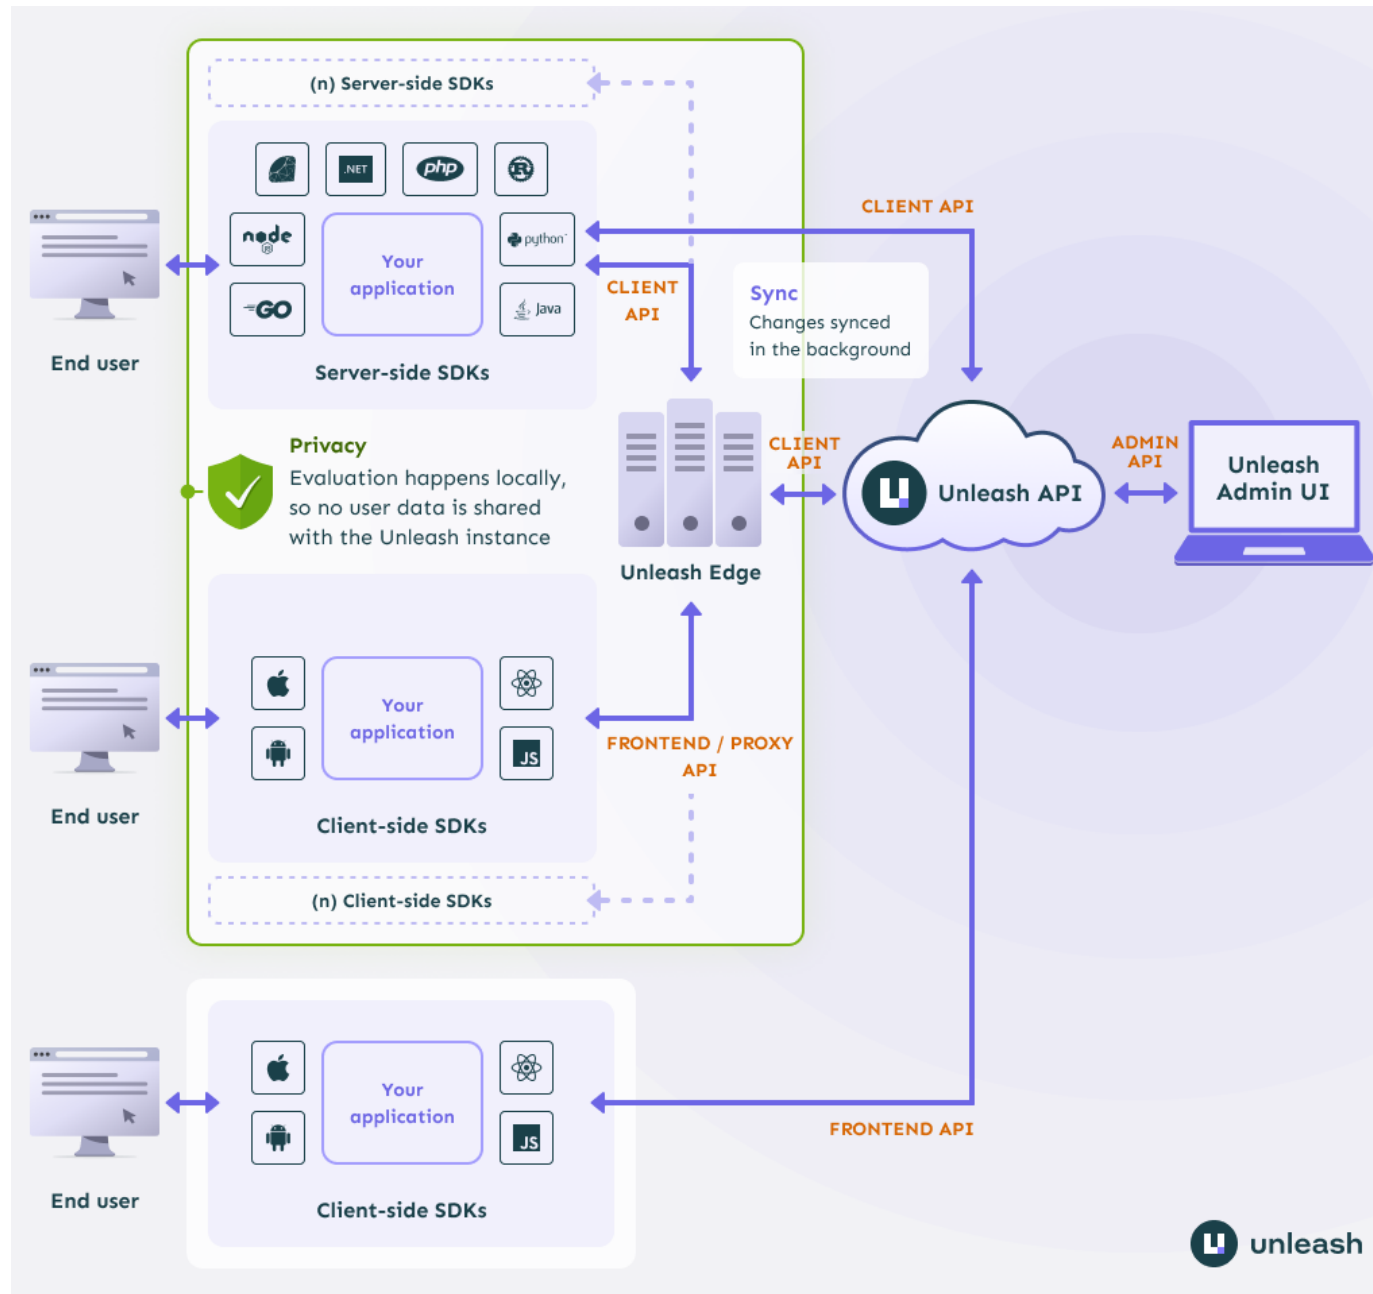 (n) Server-side SDKs
.NET
php
R
node
JS
python
GO
Java
Your
application
Server-side SDKs
End user
CLIENT API
CLIENT
API
Sync
Changes synced
in the background
Privacy
Evaluation happens locally,
so no user data is shared
with the Unleash instance
Unleash Edge
CLIENT
API
Unleash API
ADMIN
API
Unleash
Admin UI
Your
application
JS
Client-side SDKs
End user
FRONTEND / PROXY
API
(n) Client-side SDKs
Your
application
JS
Client-side SDKs
End user
FRONTEND API
unleash